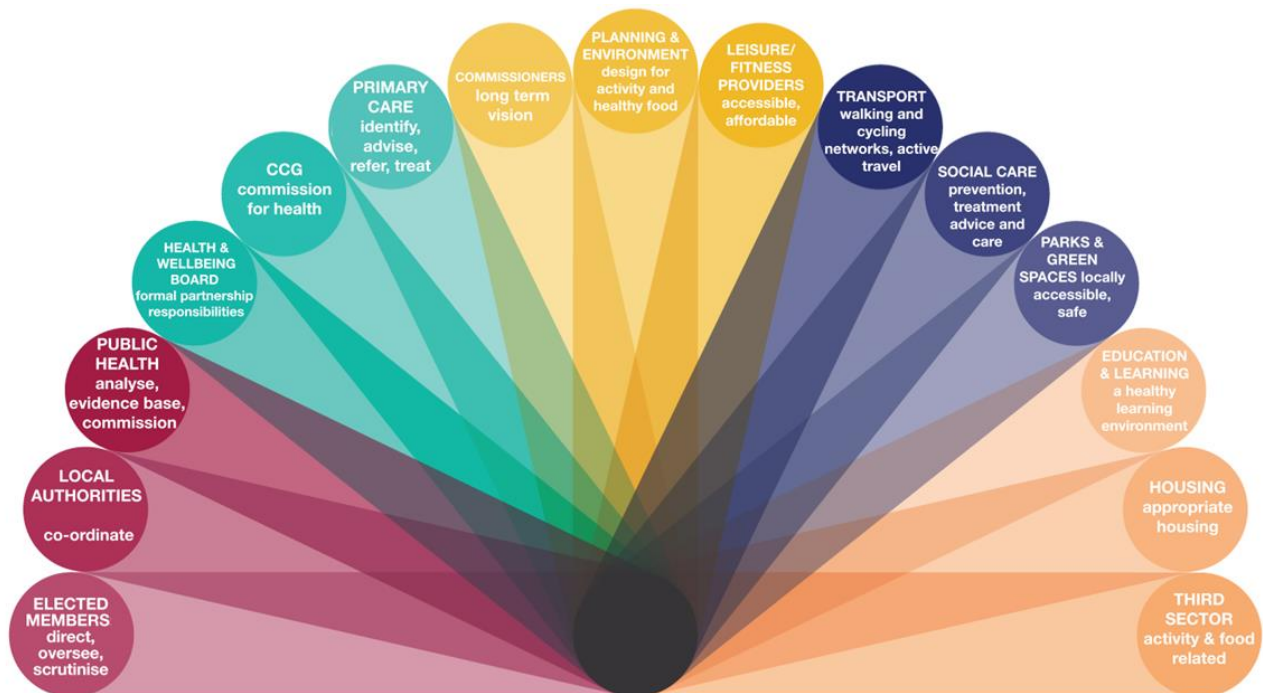 ELECTED
MEMBERS
direct,
oversee,
scrutinise
LOCAL
AUTHORITIES
co-ordinate
PUBLIC
HEALTH
analyse,
evidence base,
commission
HEALTH &
WELLBEING
BOARD
formal partnership
responsibilities
CCG
commission
for health
PRIMARY
CARE
identify,
advise,
refer, treat
COMMISSIONERS
long term
vision
PLANNING &
ENVIRONMENT
design for
activity and
healthy food
LEISURE/
FITNESS
PROVIDERS
accessible,
affordable
TRANSPORT
walking and
cycling
networks, active
travel
SOCIAL CARE
prevention,
treatment
advice and
care
PARKS &
GREEN
SPACES locally
accessible,
safe
EDUCATION
& LEARNING
a healthy
learning
environment
HOUSING
appropriate
housing
THIRD
SECTOR
activity & food
related